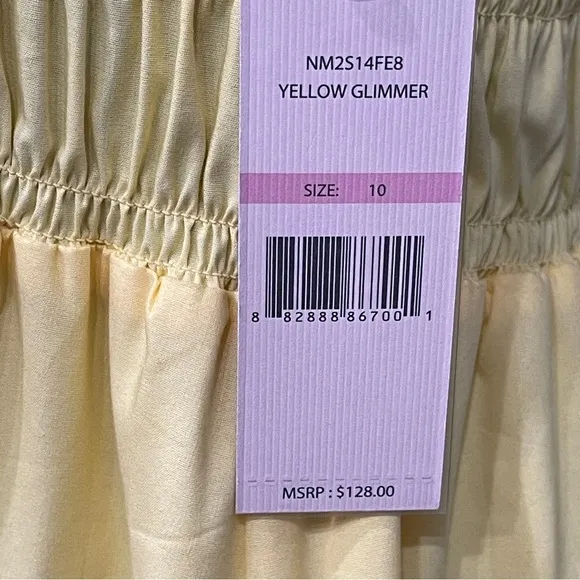 NM2S14FE8
YELLOW GLIMMER
SIZE: 10
8 82888 86700 1
MSRP : $128.00